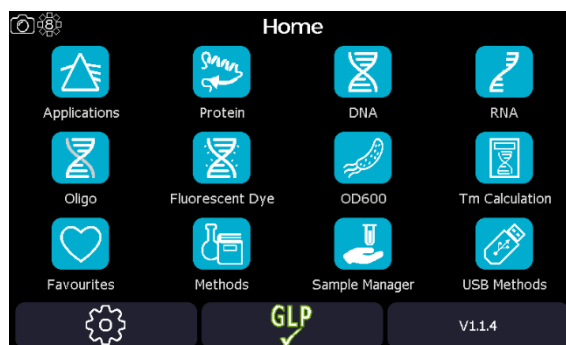 8
Home
Applications
Protein
DNA
RNA
Oligo
Fluorescent Dye
OD600
Tm Calculation
Favourites
Methods
Sample Manager
USB Methods
GLP
V1.1.4